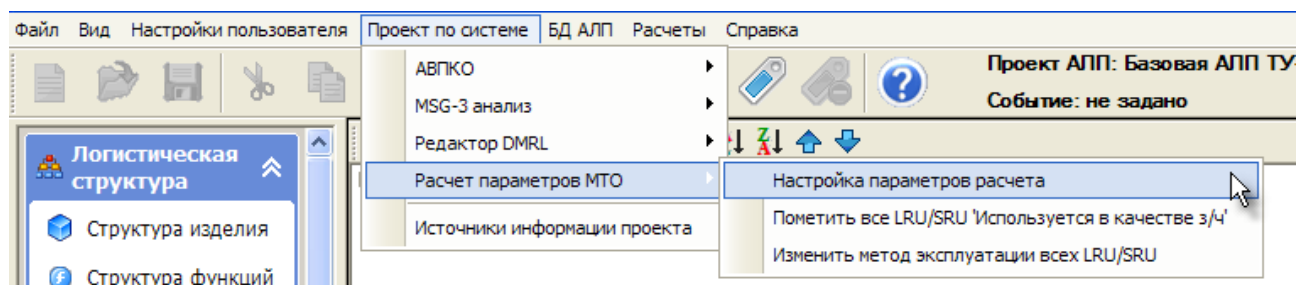 Файл Вид Настройки пользователя Проект по системе БД АЛП Расчеты Справка
АВПКО
MSG-3 анализ
Редактор DMRL
Расчет параметров МТО
Источники информации проекта
Проект АЛП: Базовая АЛП ТУ-
Событие: не задано
Логистическая
структура
Структура изделия
Структура функций
Настройка параметров расчета
Пометить все LRU/SRU 'Используется в качестве з/ч'
Изменить метод эксплуатации всех LRU/SRU